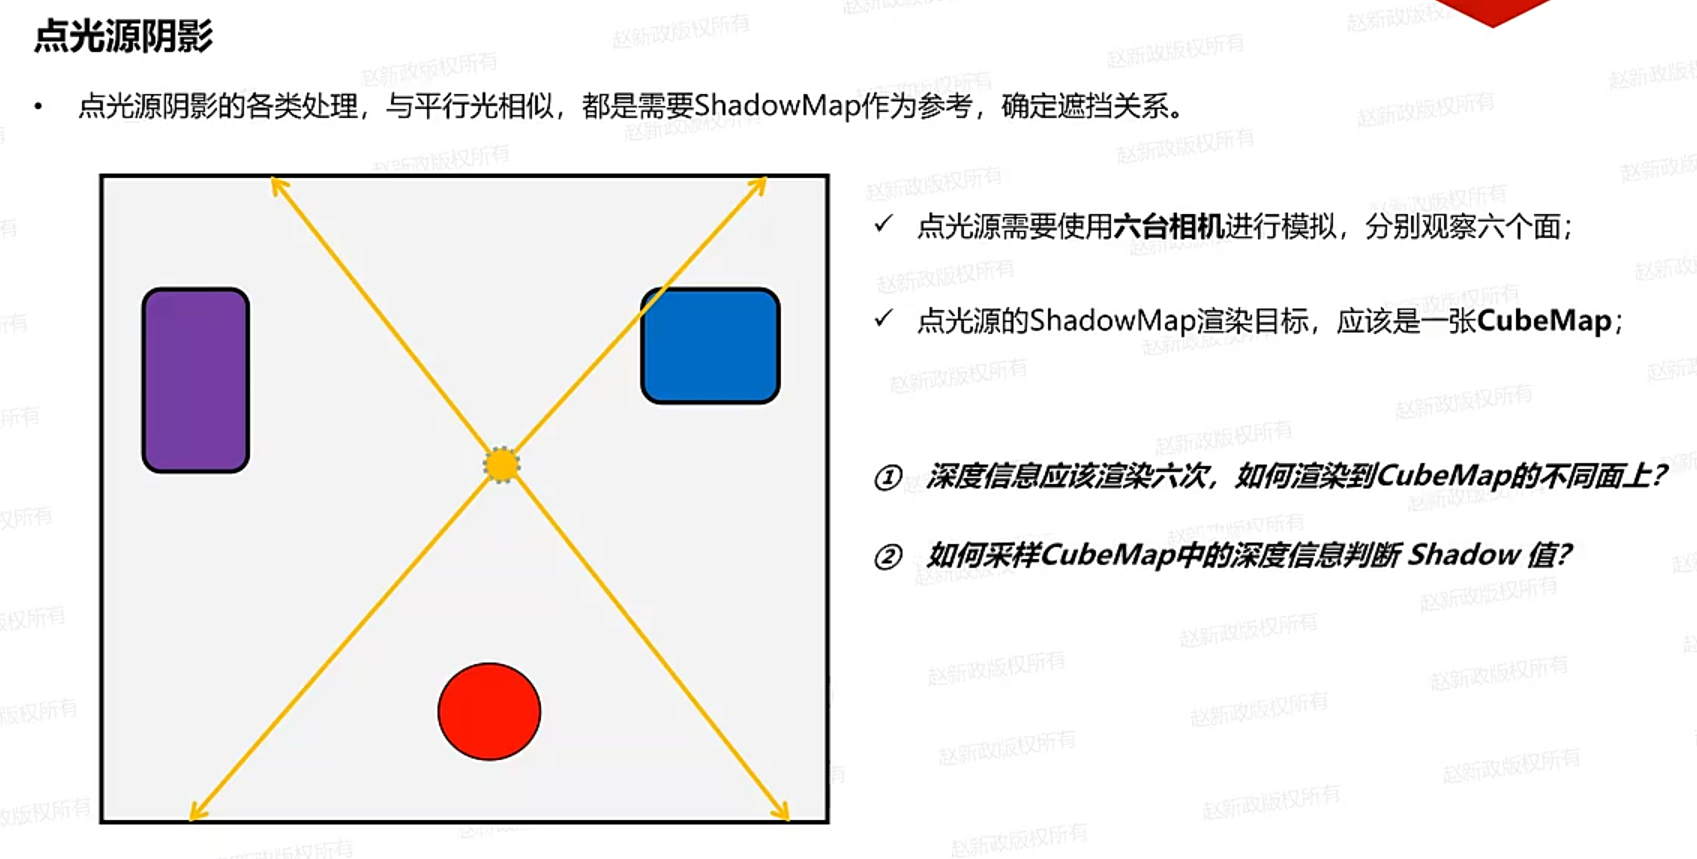 点光源阴影
• 点光源阴影的各类处理，与平行光相似，都是需要ShadowMap作为参考，确定遮挡关系。
✓ 点光源需要使用六台相机进行模拟，分别观察六个面；
✓ 点光源的ShadowMap渲染目标，应该是一张CubeMap；
① 深度信息应该渲染六次，如何渲染到CubeMap的不同面上？
② 如何采样CubeMap中的深度信息判断 Shadow 值？
赵新政版权所有